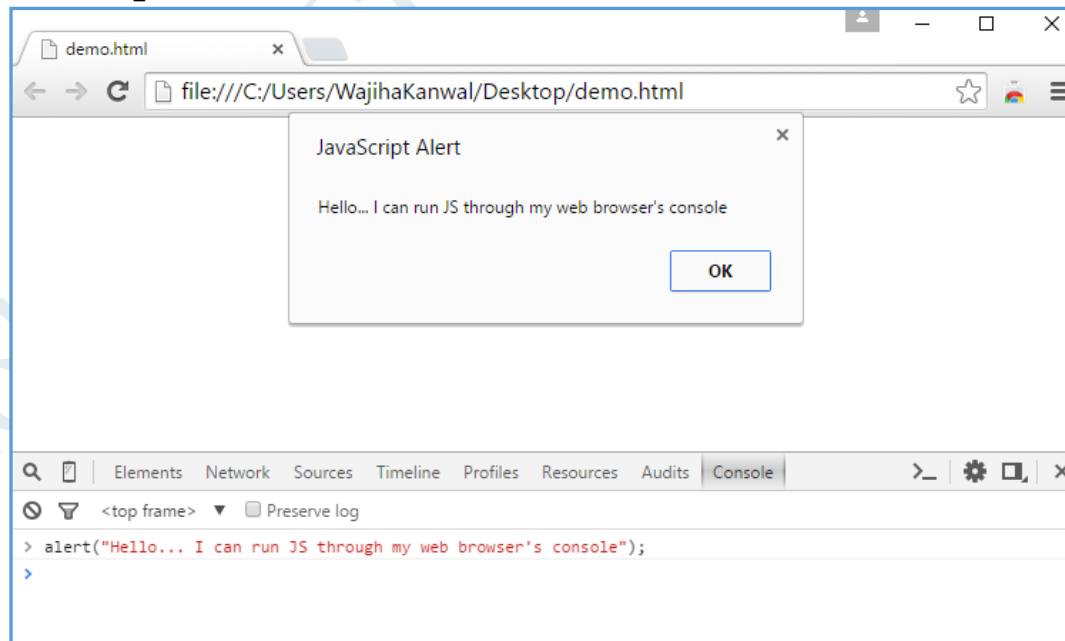 demo.html
file:///C:/Users/WajihaKanwal/Desktop/demo.html
JavaScript Alert
Hello... I can run JS through my web browser's console
OK
Elements Network Sources Timeline Profiles Resources Audits Console
<top frame> ▼ Preserve log
> alert("Hello... I can run JS through my web browser's console");
>